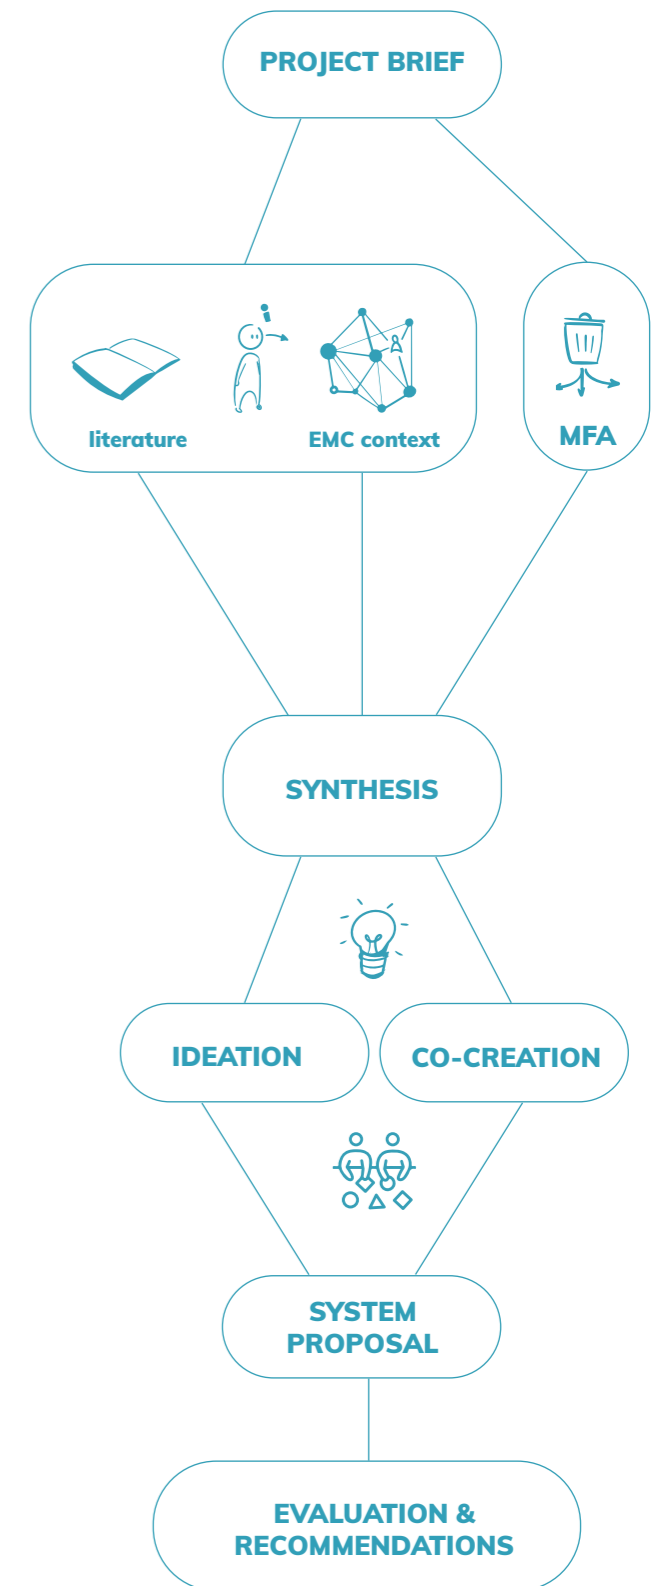 PROJECT BRIEF
literature
EMC context
MFA
SYNTHESIS
IDEATION
CO-CREATION
SYSTEM
PROPOSAL
EVALUATION &
RECOMMENDATIONS